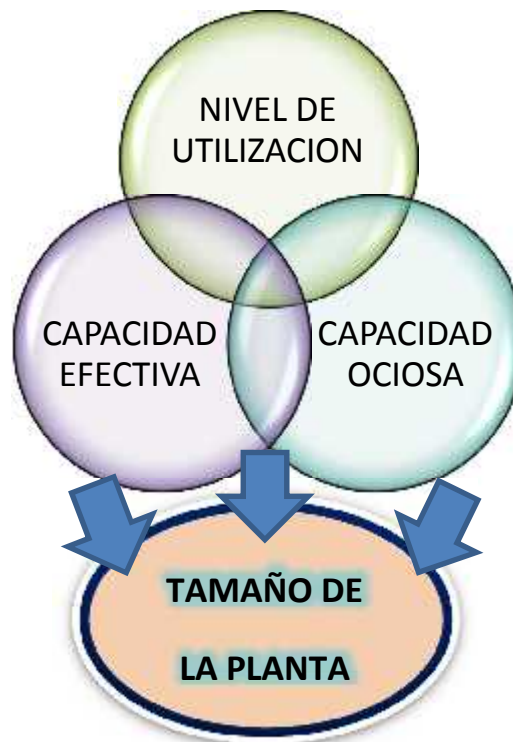 NIVEL DE
UTILIZACION
CAPACIDAD
EFECTIVA
CAPACIDAD
OCIOSA
TAMAÑO DE
LA PLANTA